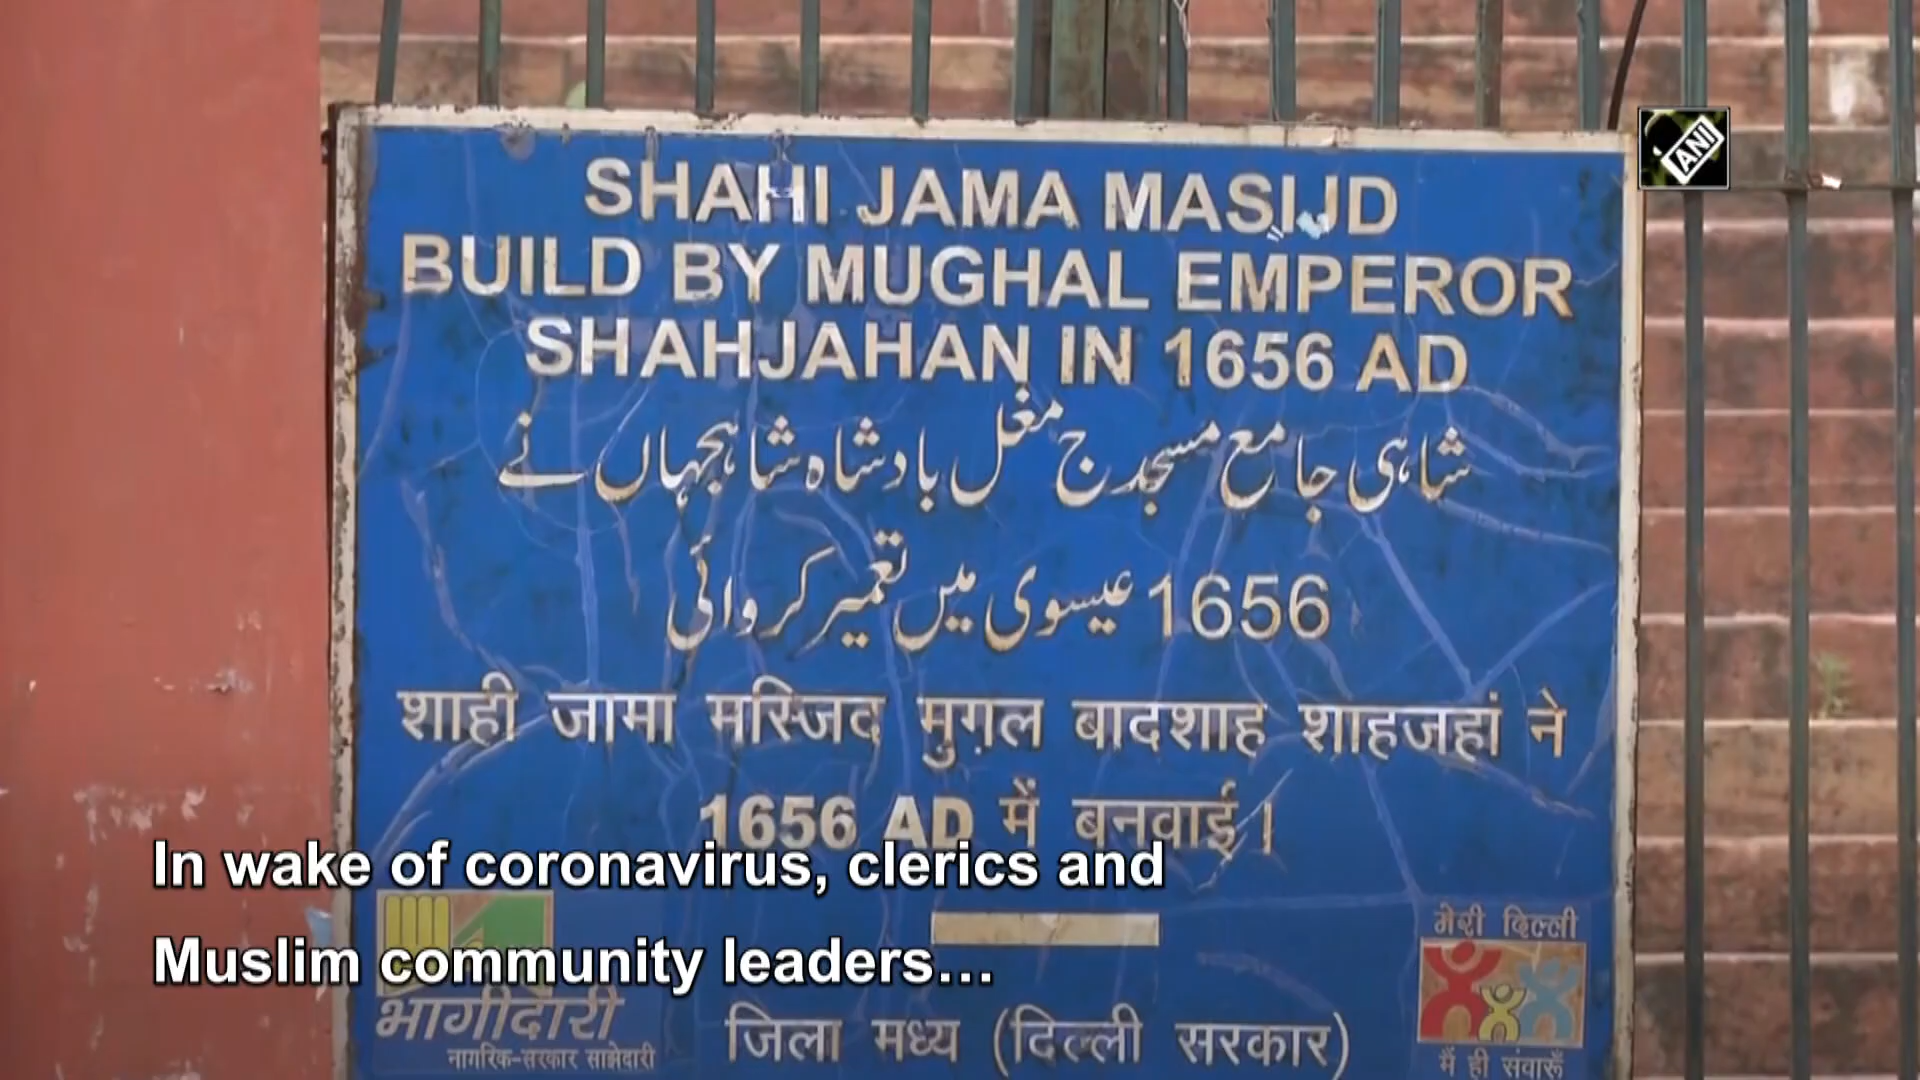 ANI
SHAHI JAMA MASIJD
BUILD BY MUGHAL EMPEROR
SHAHJAHAN IN 1656 AD
شاہی جامع مسجدج مغل بادشاہ شاہجہاں نے
1656 عیسوی میں تعمیر کروائی
शाही जामा मस्जिद मुग़ल बादशाह शाहजहां ने
1656 AD में बनवाई।
In wake of coronavirus, clerics and
Muslim community leaders…
भागीदारी
नागरिक-सरकार साझेदारी
जिला मध्य (दिल्ली सरकार)
मेरी दिल्ली
मैं ही संवारूँ